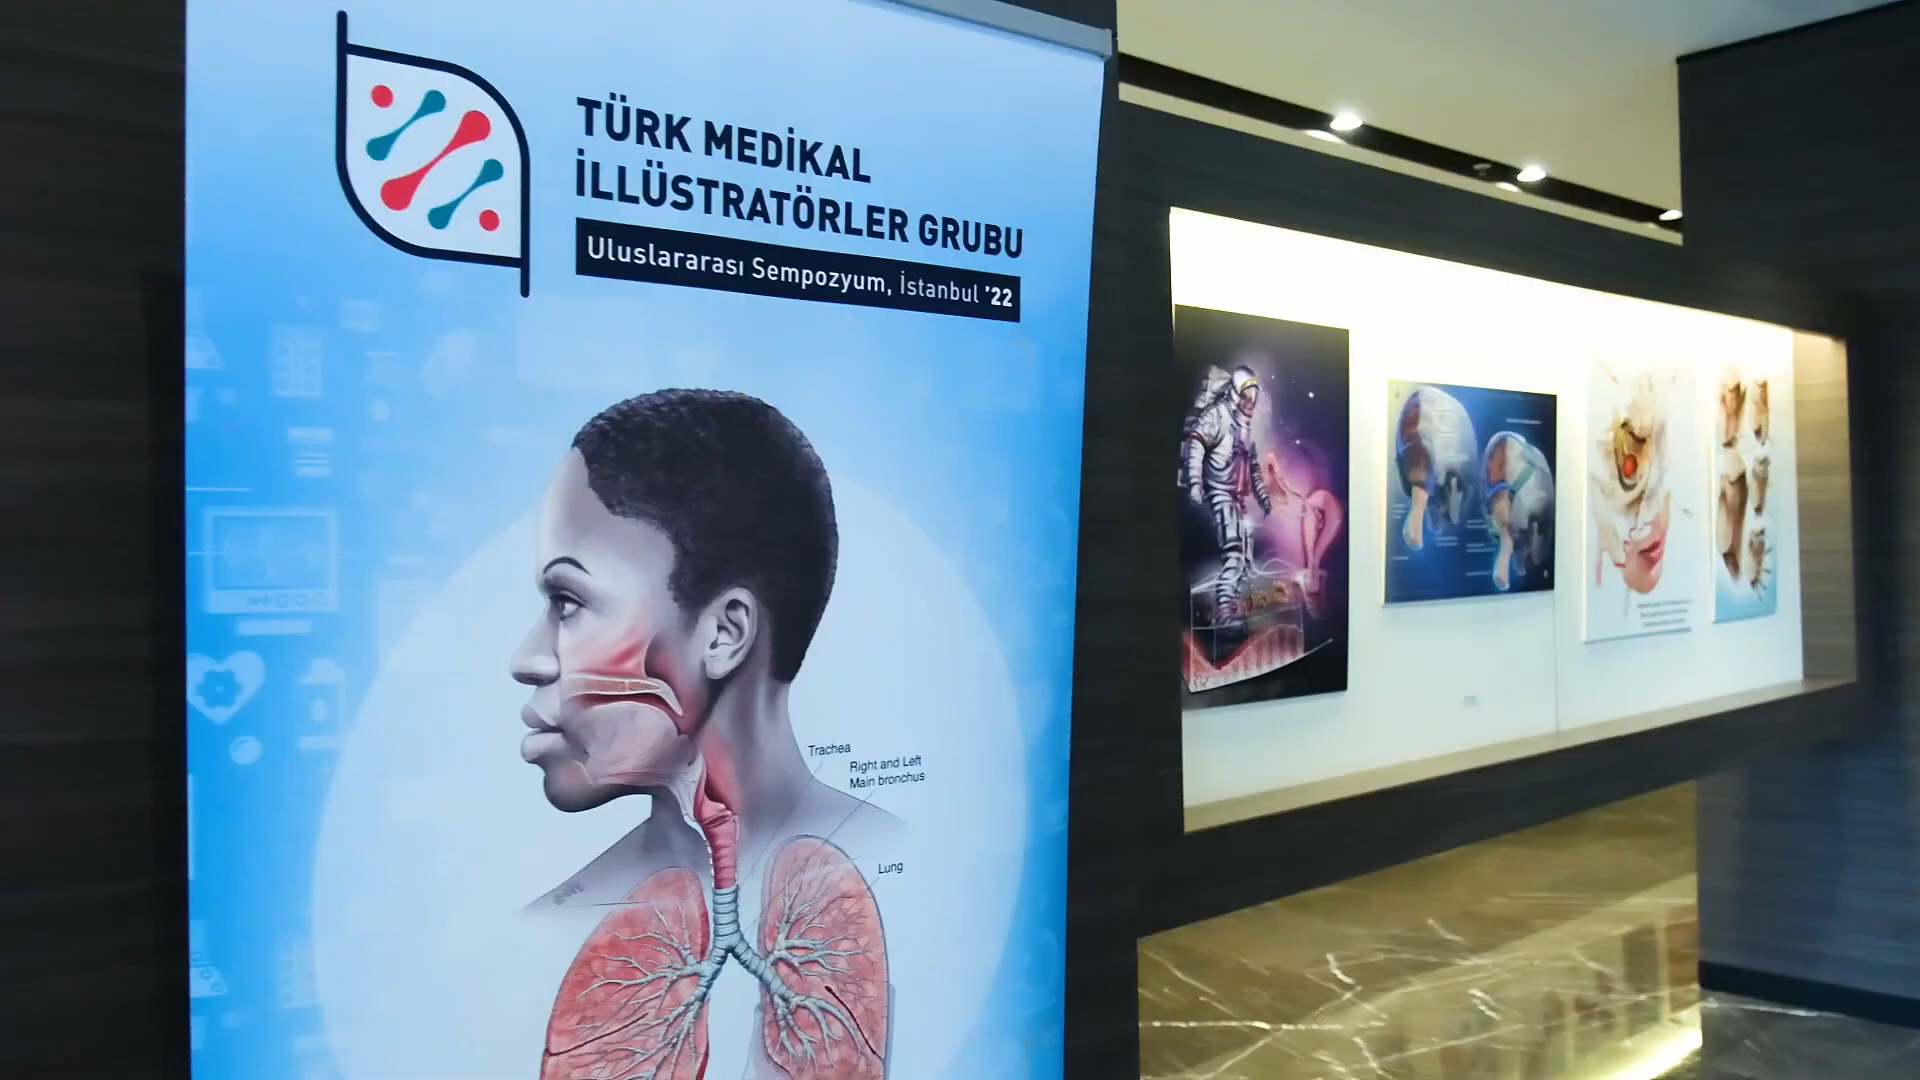 TÜRK MEDİKAL
İLLÜSTRATÖRLER GRUBU
Uluslararası Sempozyum, İstanbul '22
Trachea
Right and Left
Main bronchus
Lung